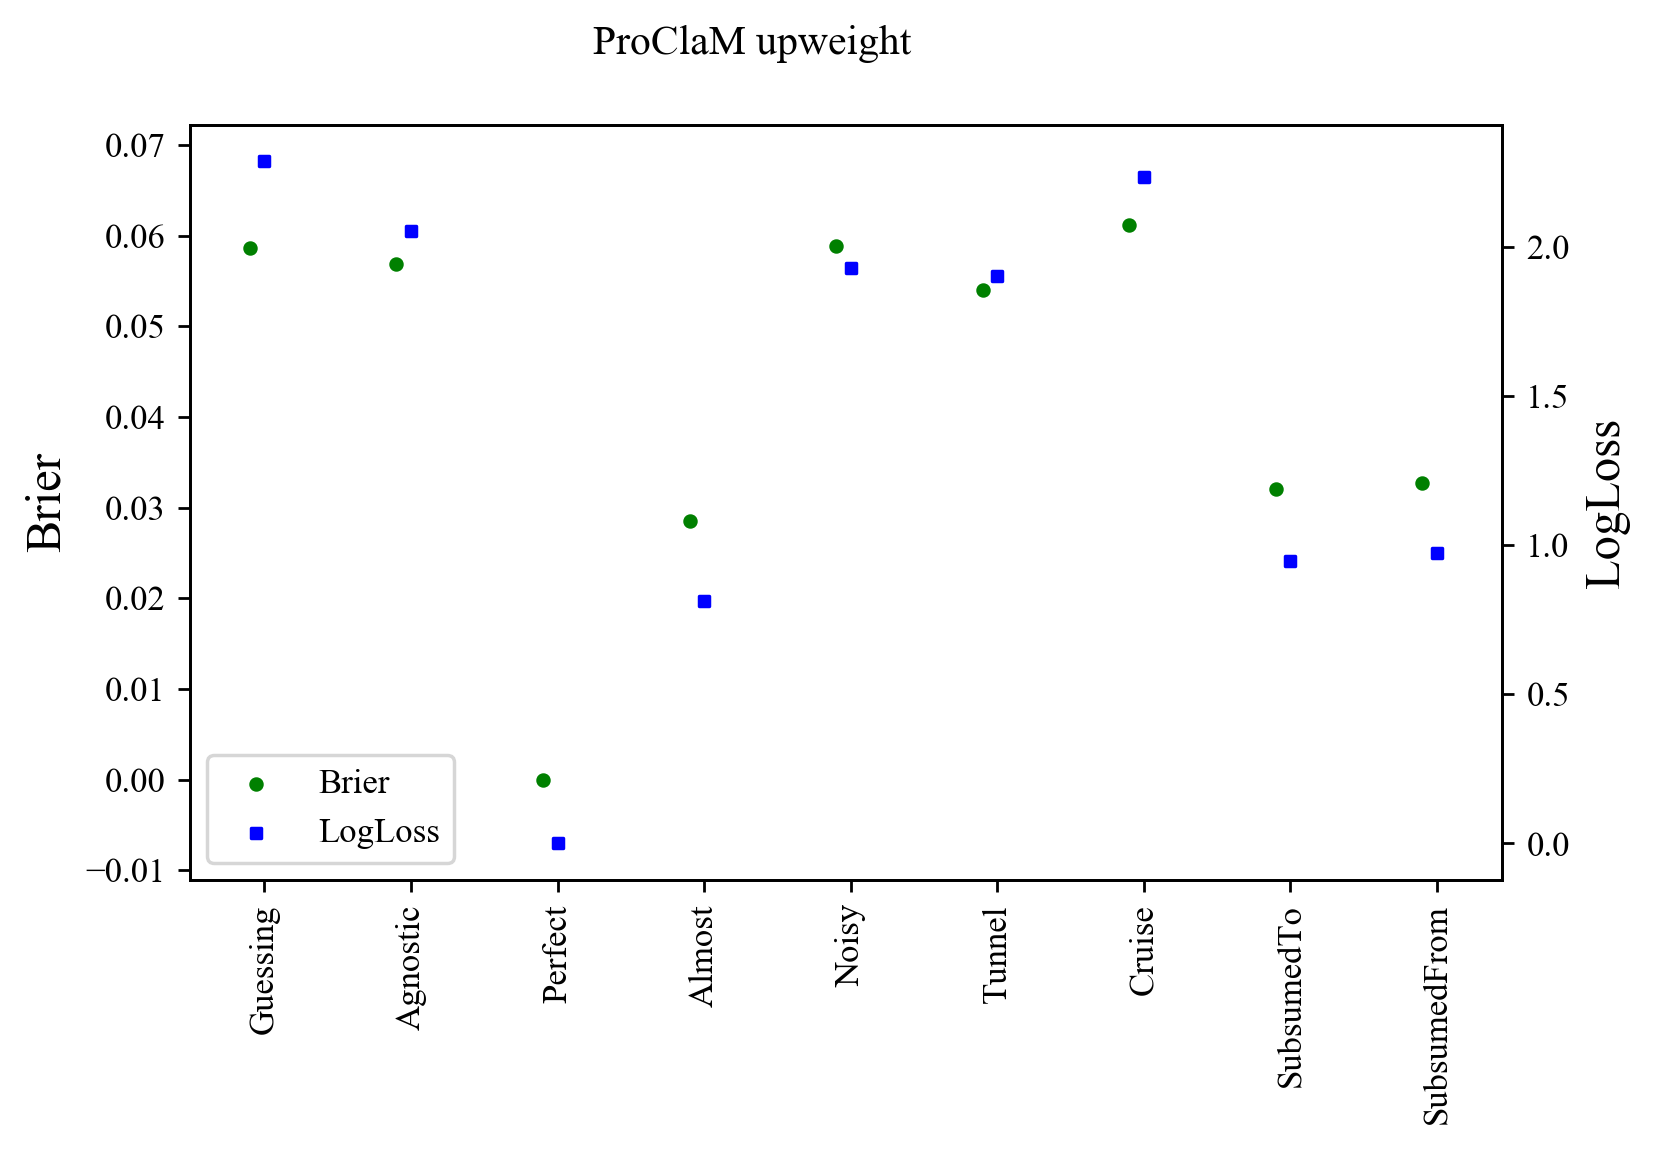 ProClaM upweight
Brier
0.07
0.06
0.05
0.04
0.03
0.02
0.01
0.00
−0.01
Brier
LogLoss
2.0
1.5
1.0
0.5
0.0
LogLoss
Guessing
Agnostic
Perfect
Almost
Noisy
Tunnel
Cruise
SubsumedTo
SubsumedFrom